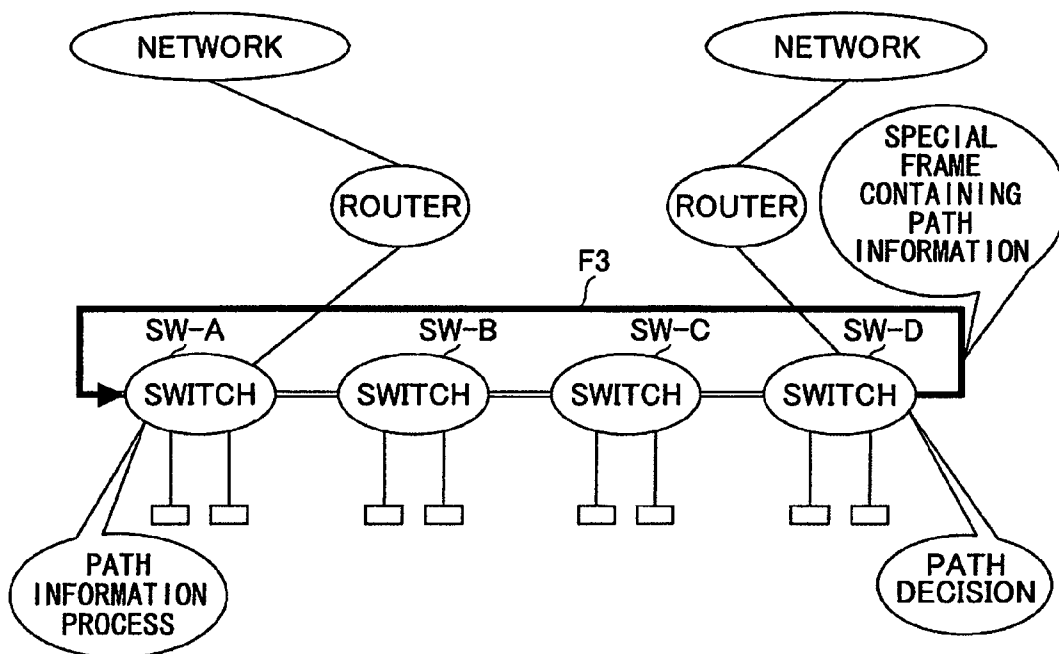 NETWORK
NETWORK
ROUTER
ROUTER
SPECIAL
FRAME
CONTAINING
PATH
INFORMATION
F3
SW-A
SW-B
SW-C
SW-D
SWITCH
SWITCH
SWITCH
SWITCH
PATH
INFORMATION
PROCESS
PATH
DECISION